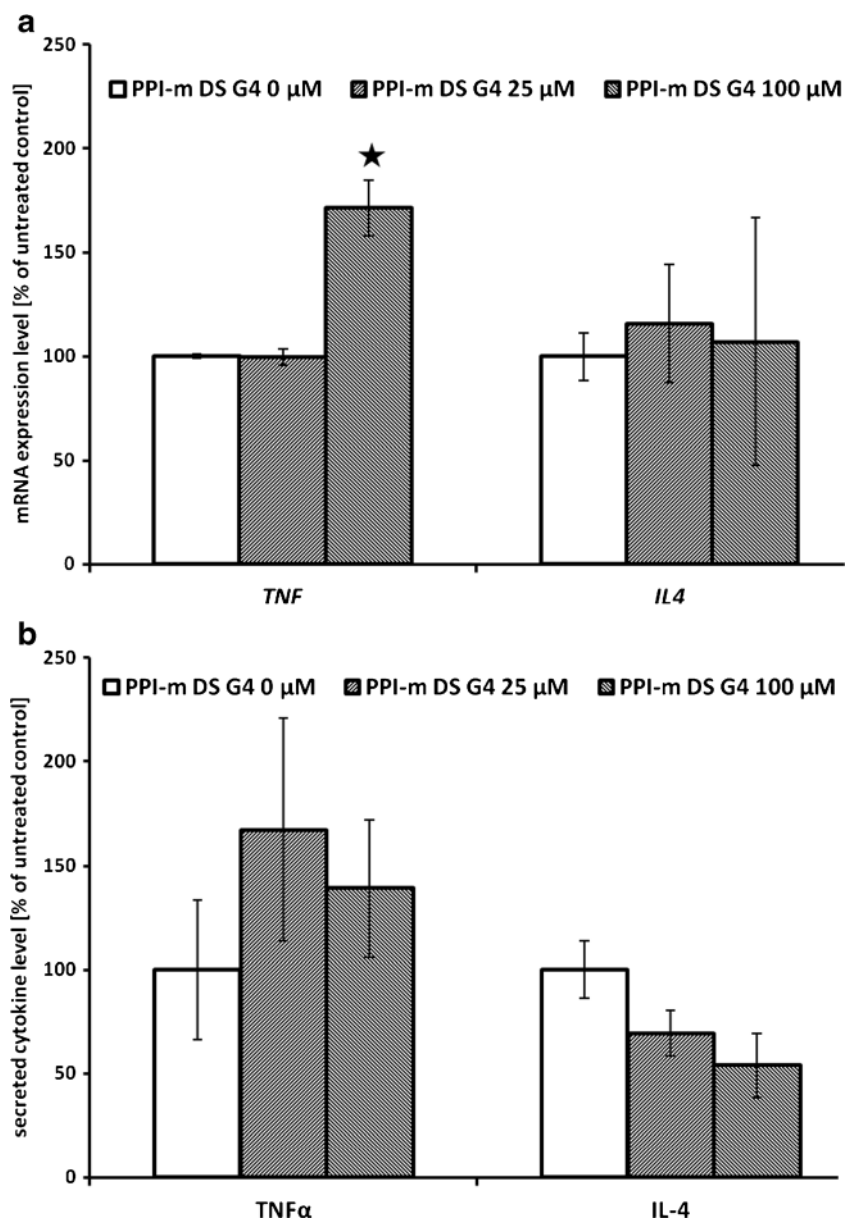 a
250
PPI-m DS G4 0 µM PPI-m DS G4 25 µM PPI-m DS G4 100 µM
200
150
100
50
0
mRNA expression level [% of untreated control]
TNF IL4
b
250
PPI-m DS G4 0 µM PPI-m DS G4 25 µM PPI-m DS G4 100 µM
200
150
100
50
0
secreted cytokine level [% of untreated control]
TNFα IL-4